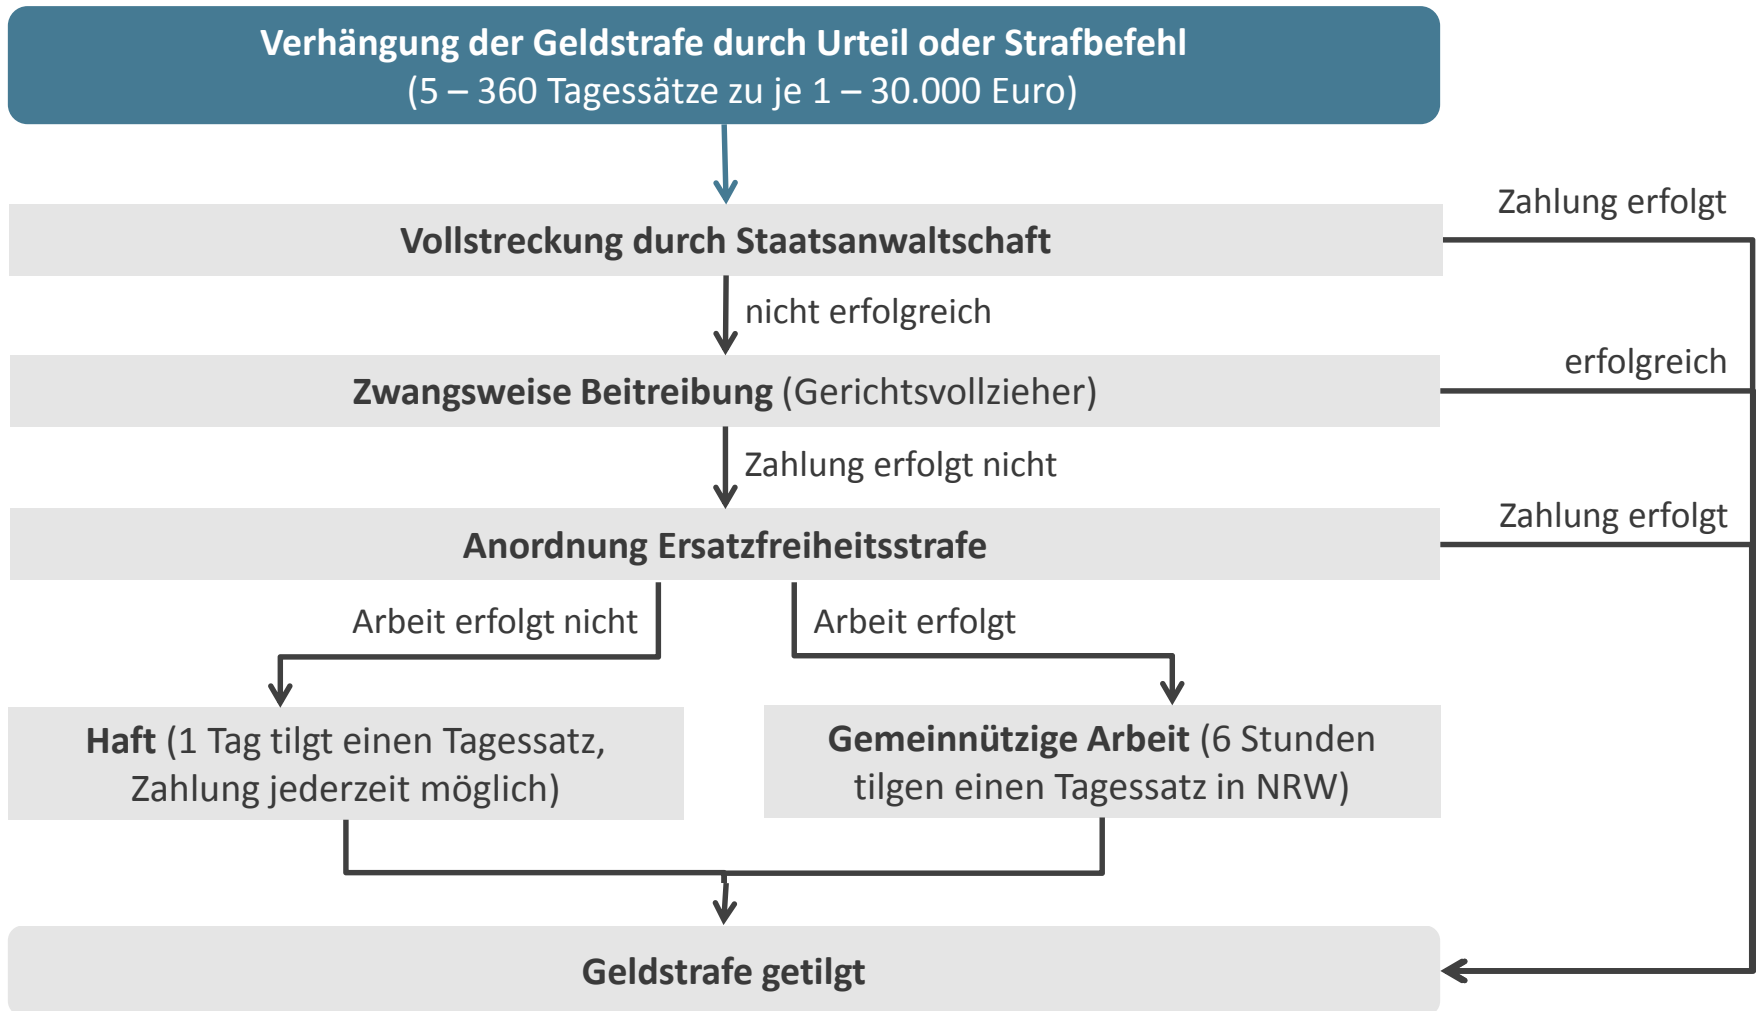 Verhängung der Geldstrafe durch Urteil oder Strafbefehl
(5 – 360 Tagessätze zu je 1 – 30.000 Euro)
Zahlung erfolgt
Vollstreckung durch Staatsanwaltschaft
nicht erfolgreich
erfolgreich
Zwangsweise Beitreibung (Gerichtsvollzieher)
Zahlung erfolgt nicht
Zahlung erfolgt
Anordnung Ersatzfreiheitsstrafe
Arbeit erfolgt nicht
Arbeit erfolgt
Haft (1 Tag tilgt einen Tagessatz,
Zahlung jederzeit möglich)
Gemeinnützige Arbeit (6 Stunden
tilgen einen Tagessatz in NRW)
Geldstrafe getilgt